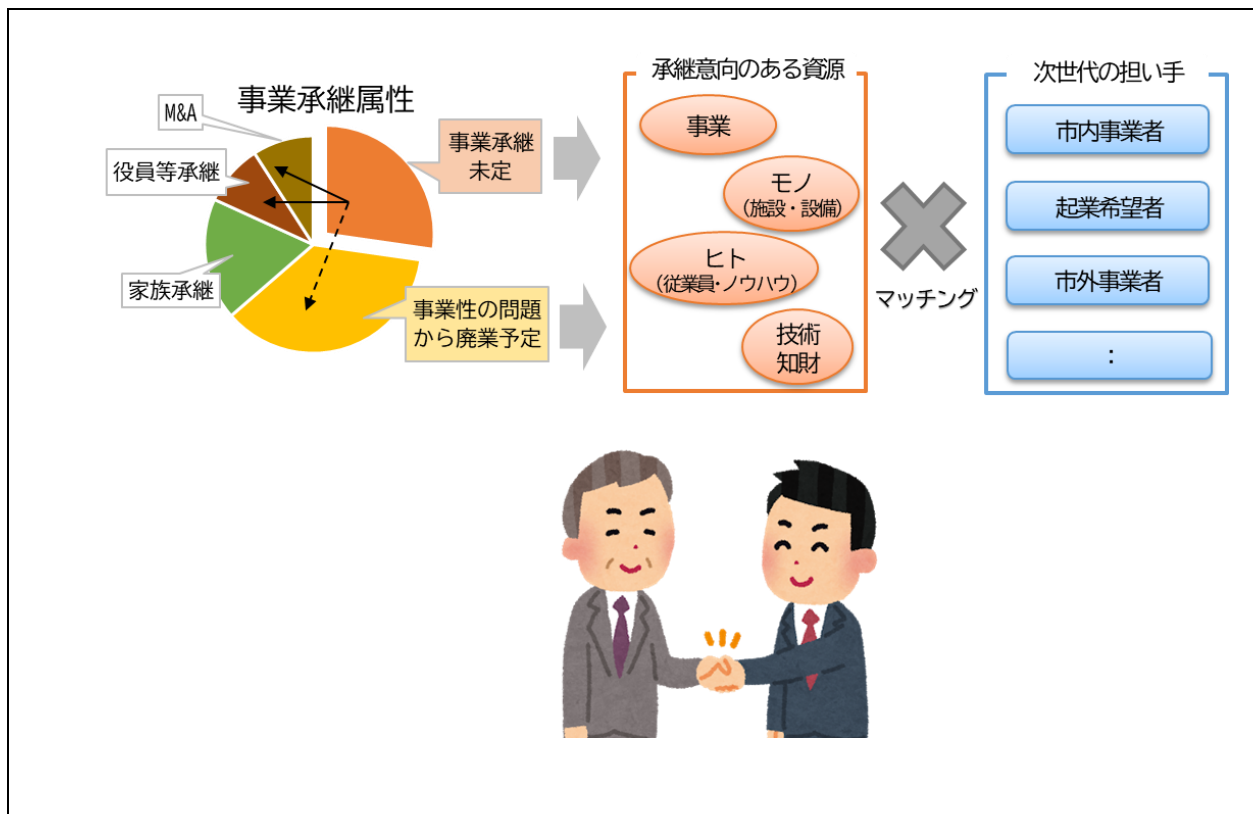 事業承継属性
M&A
役員等承継
家族承継
事業承継
未定
事業性の問題
から廃業予定
承継意向のある資源
事業
モノ
（施設・設備）
ヒト
（従業員・ノウハウ）
技術
知財
マッチング
次世代の担い手
市内事業者
起業希望者
市外事業者
：